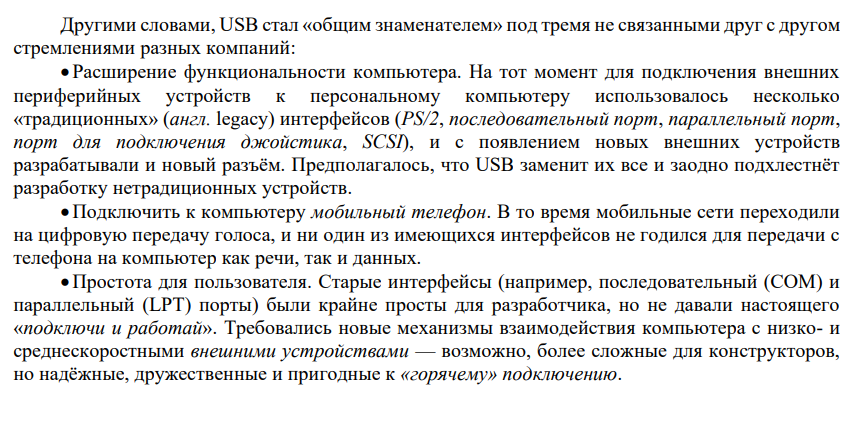 Другими словами, USB стал «общим знаменателем» под тремя не связанными друг с другом
стремлениями разных компаний:
•Расширение функциональности компьютера. На тот момент для подключения внешних
периферийных устройств к персональному компьютеру использовалось несколько
«традиционных» (англ. legacy) интерфейсов (PS/2, последовательный порт, параллельный порт,
порт для подключения джойстика, SCSI), и с появлением новых внешних устройств
разрабатывали и новый разъём. Предполагалось, что USB заменит их все и заодно подхлестнёт
разработку нетрадиционных устройств.
•Подключить к компьютеру мобильный телефон. В то время мобильные сети переходили
на цифровую передачу голоса, и ни один из имеющихся интерфейсов не годился для передачи с
телефона на компьютер как речи, так и данных.
•Простота для пользователя. Старые интерфейсы (например, последовательный (COM) и
параллельный (LPT) порты) были крайне просты для разработчика, но не давали настоящего
«подключи и работай». Требовались новые механизмы взаимодействия компьютера с низко- и
среднескоростными внешними устройствами — возможно, более сложные для конструкторов,
но надёжные, дружественные и пригодные к «горячему» подключению.